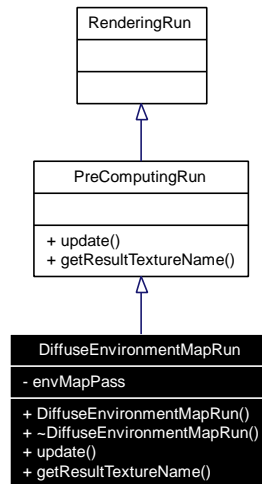 RenderingRun
PreComputingRun
+ update()
+ getResultTextureName()
DiffuseEnvironmentMapRun
- envMapPass
+ DiffuseEnvironmentMapRun()
+ ~DiffuseEnvironmentMapRun()
+ update()
+ getResultTextureName()